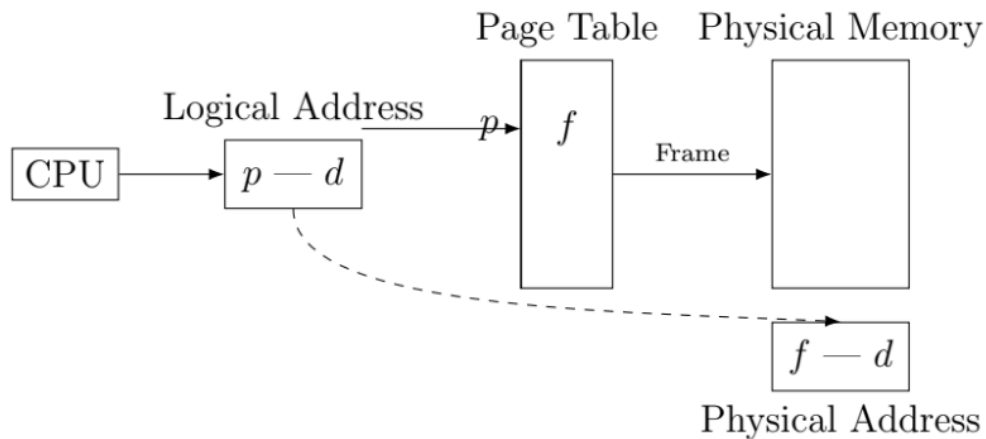 Page Table
Physical Memory
Logical Address
p
f
CPU
p — d
Frame
f — d
Physical Address